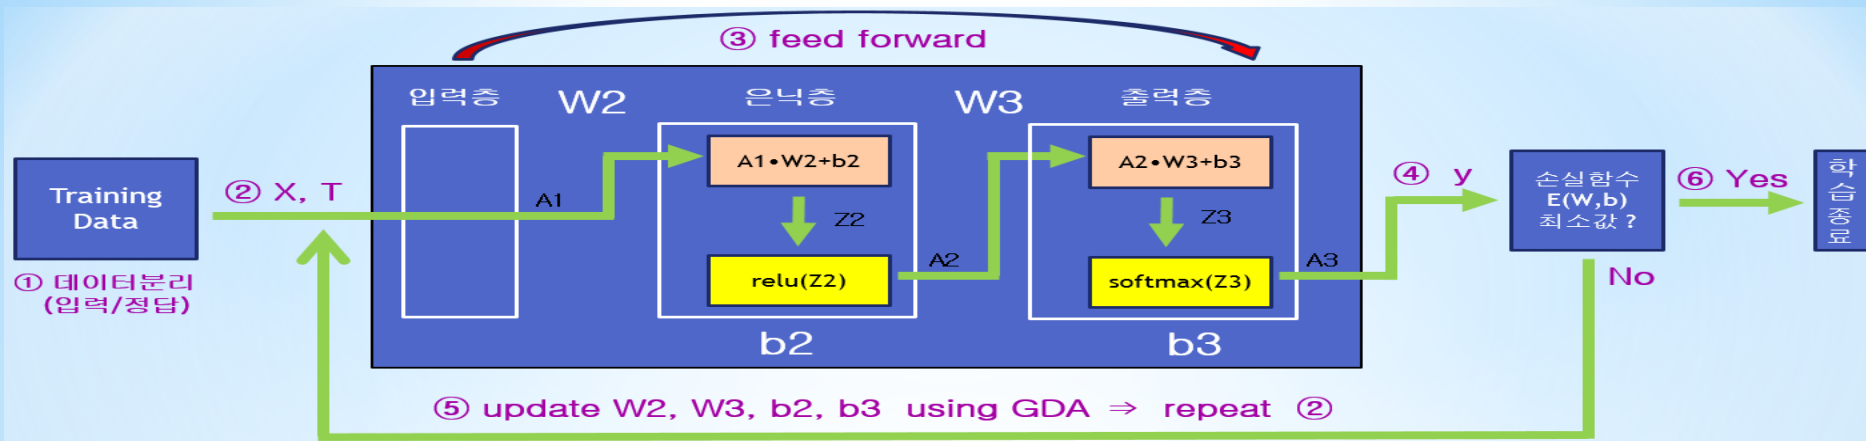 ③ feed forward
입력층
W2
은닉층
W3
출력층
Training
Data
① 데이터분리
(입력/정답)
② X, T
A1
A1•W2+b2
Z2
relu(Z2)
b2
A2
A2•W3+b3
Z3
softmax(Z3)
b3
A3
④ y
손실함수
E(W,b)
최소값 ?
⑥ Yes
학
습
종
료
No
⑤ update W2, W3, b2, b3 using GDA ⇒ repeat ②